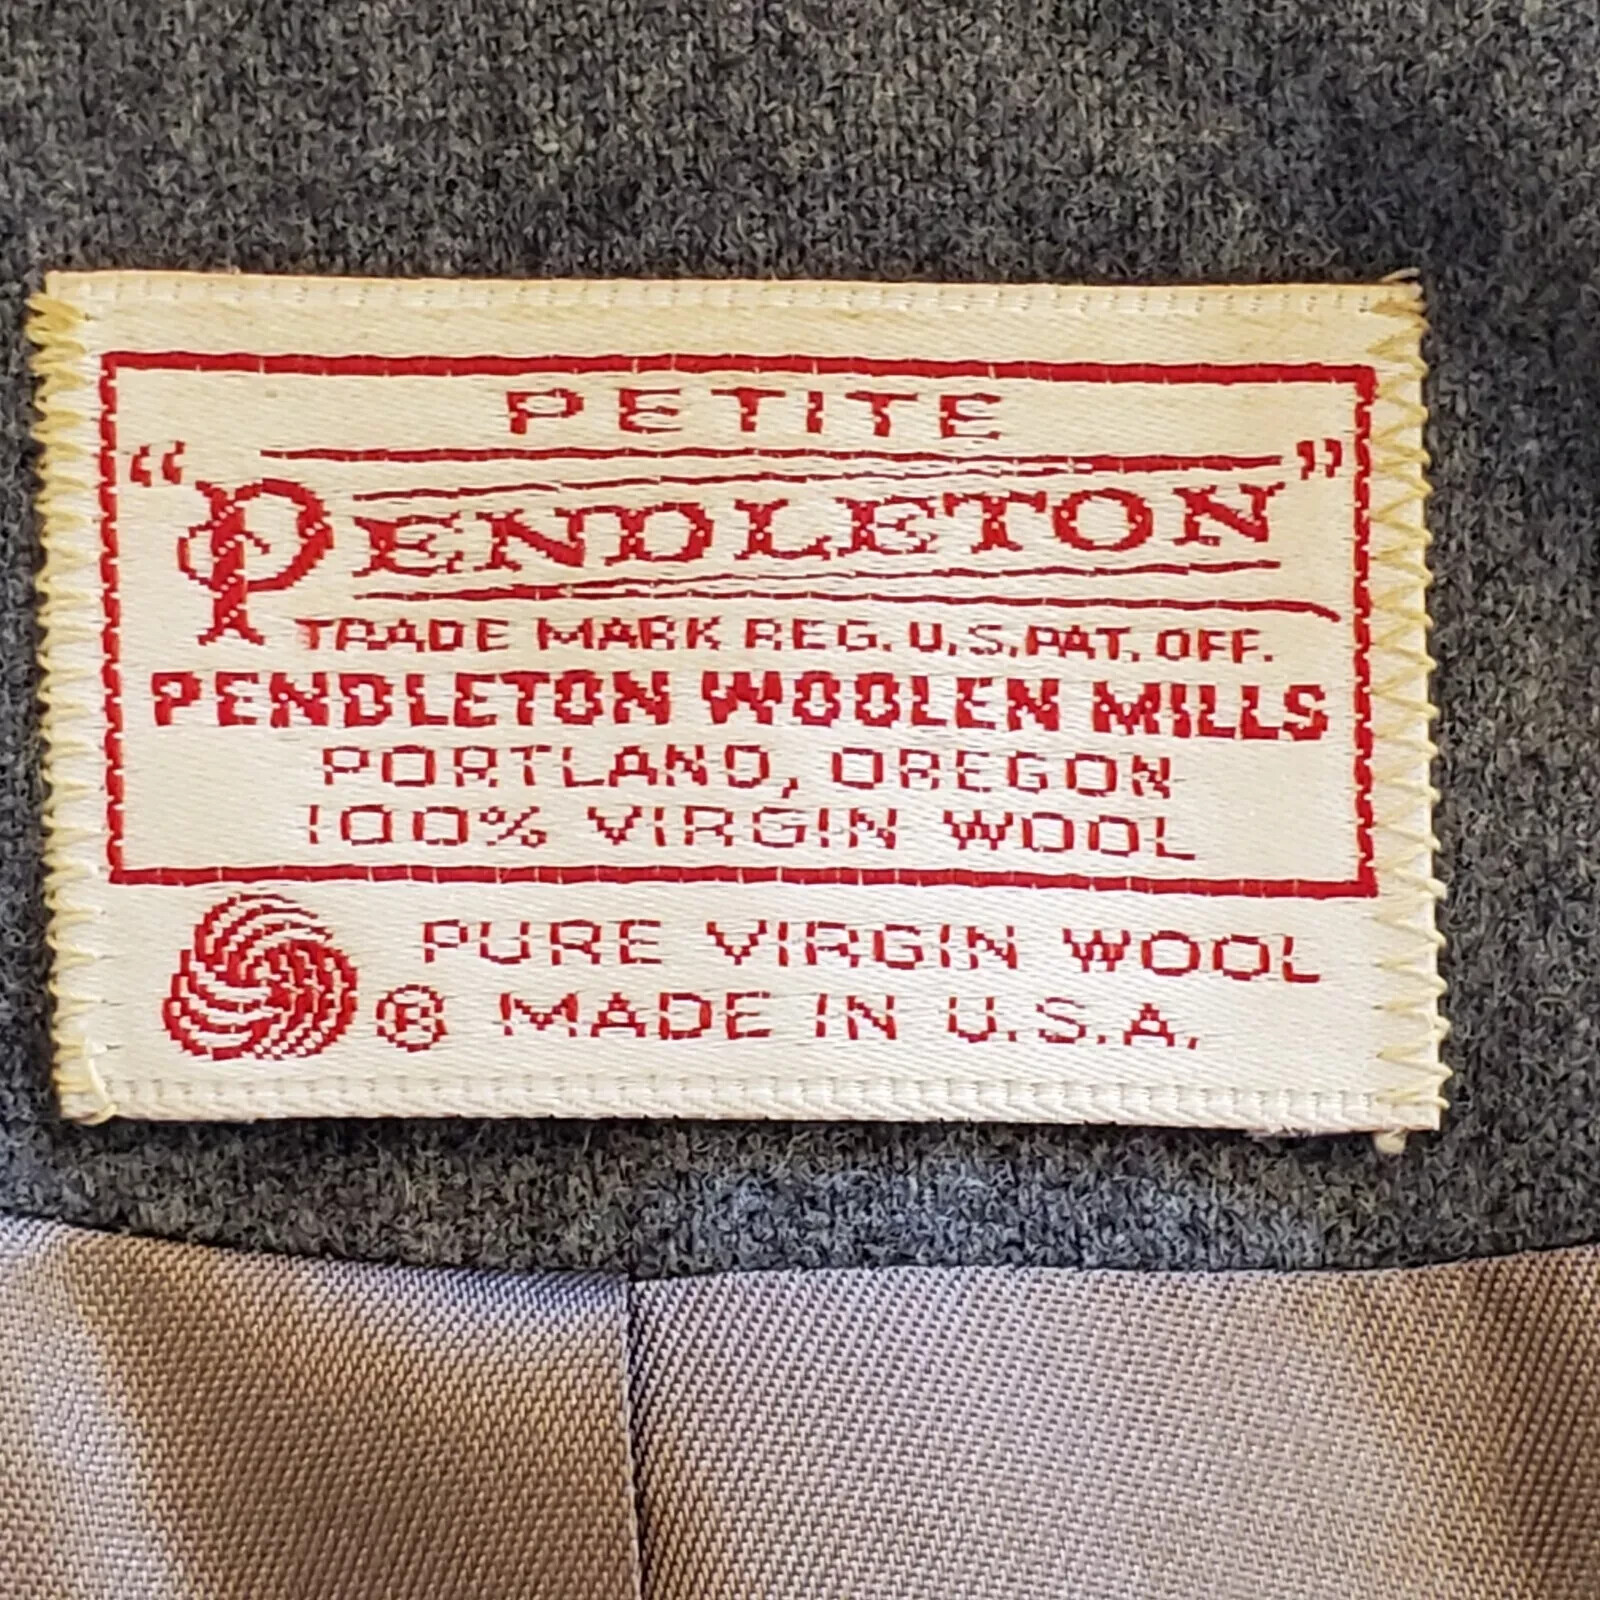 PETITE
"PENDLETON"
TRADE MARK REG. U.S. PAT. OFF.
PENDLETON WOOLEN MILLS
PORTLAND, OREGON
100% VIRGIN WOOL
PURE VIRGIN WOOL
® MADE IN U.S.A.